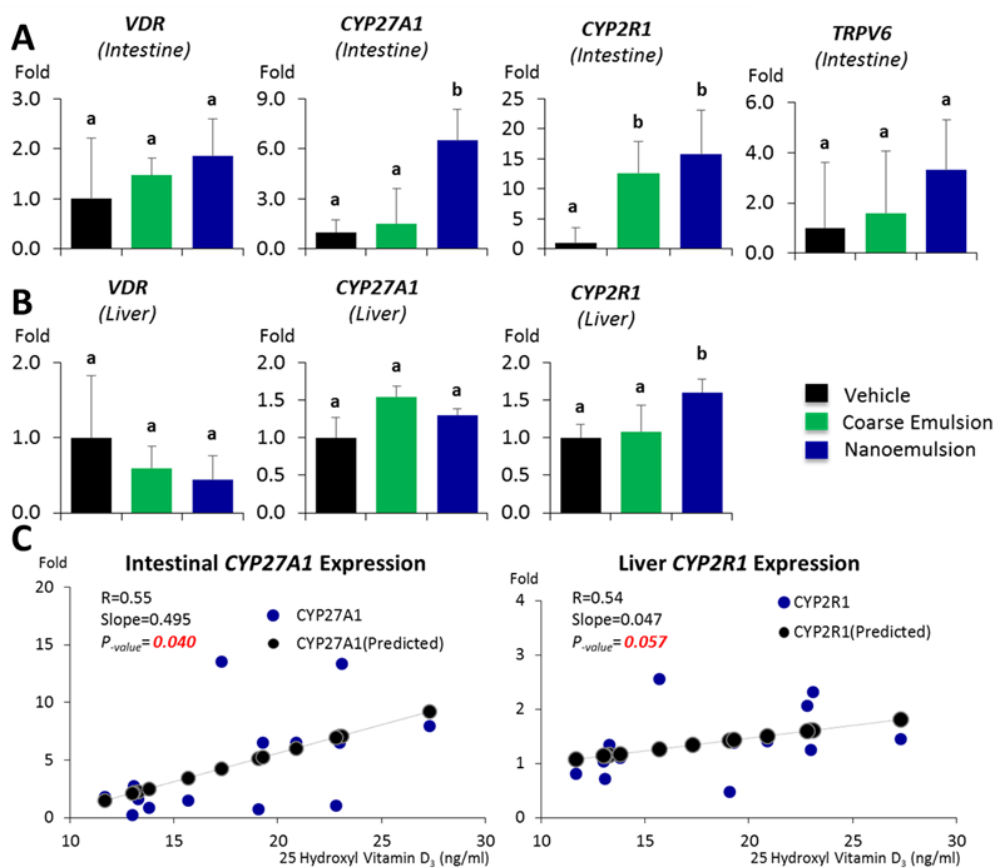 A
VDR
(Intestine)
Fold
3.0
2.0
1.0
0.0
a
a
a
CYP27A1
(Intestine)
Fold
9.0
6.0
3.0
0.0
a
a
b
CYP2R1
(Intestine)
Fold
25
20
15
10
5
0
a
b
b
TRPV6
(Intestine)
Fold
6.0
4.0
2.0
0.0
a
a
a
B
VDR
(Liver)
Fold
2.0
1.0
0.0
a
a
a
CYP27A1
(Liver)
Fold
2.0
1.5
1.0
0.5
0.0
a
a
a
CYP2R1
(Liver)
Fold
2.0
1.5
1.0
0.5
0.0
a
a
b
Vehicle
Coarse Emulsion
Nanoemulsion
C
Intestinal CYP27A1 Expression
Fold
20
15
10
5
0
R=0.55
Slope=0.495
P-value= 0.040
CYP27A1
CYP27A1(Predicted)
10 15 20 25 30
25 Hydroxyl Vitamin D3 (ng/ml)
Liver CYP2R1 Expression
Fold
4
3
2
1
0
R=0.54
Slope=0.047
P-value= 0.057
CYP2R1
CYP2R1(Predicted)
10 15 20 25 30
25 Hydroxyl Vitamin D3 (ng/ml)